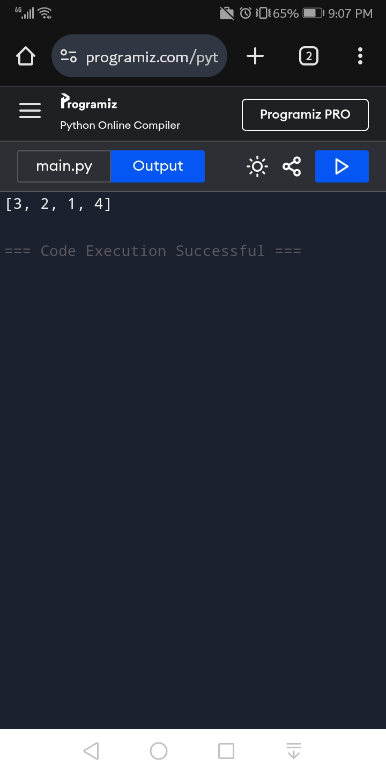 4G 65% 9:07 PM
programiz.com/pyt 2
Programiz
Python Online Compiler
Programiz PRO
main.py Output
[3, 2, 1, 4]
=== Code Execution Successful ===